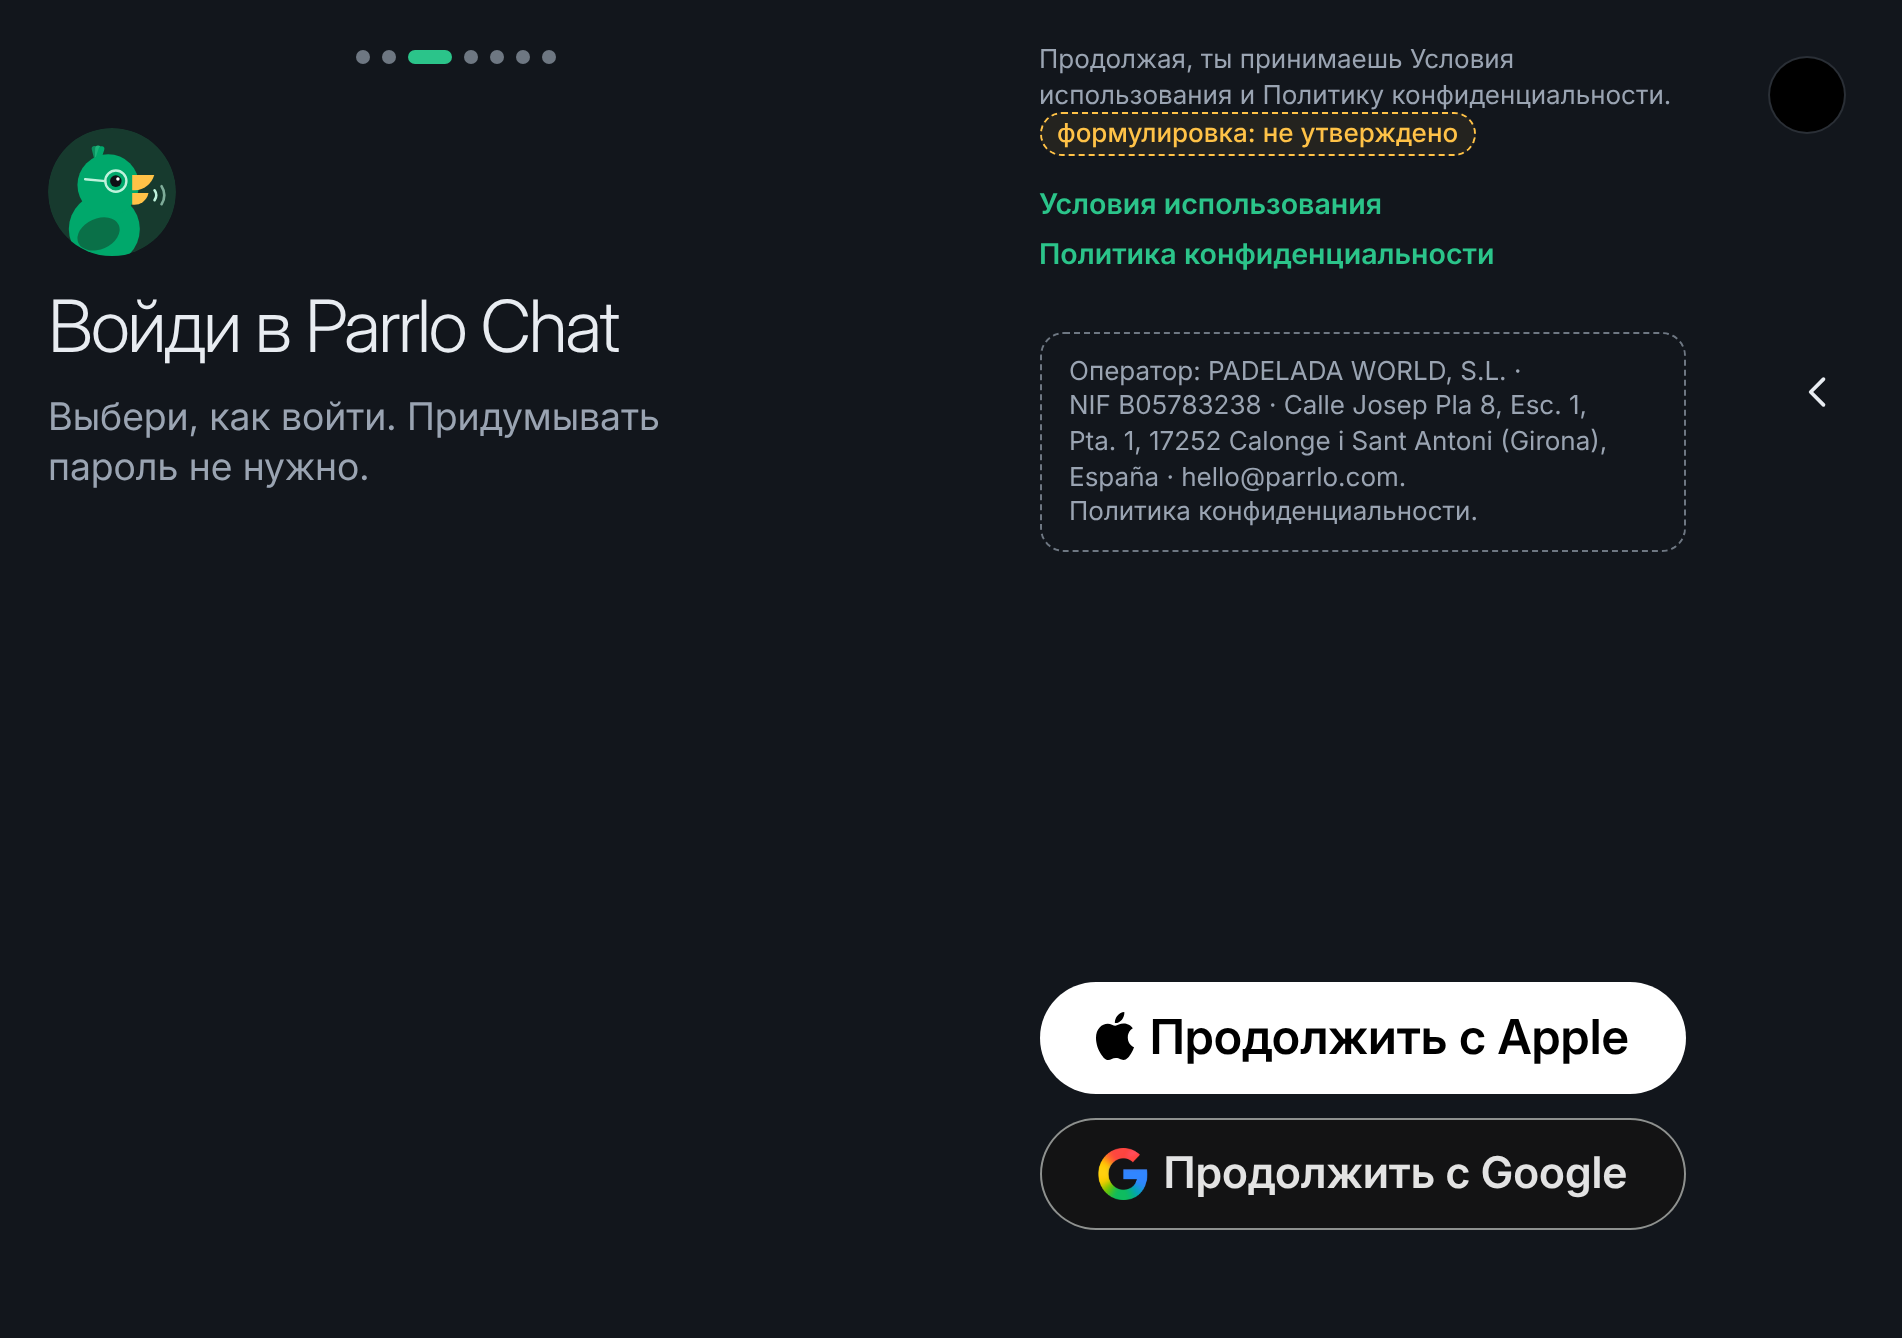 Войди в Parrlo Chat
Выбери, как войти. Придумывать
пароль не нужно.
Продолжая, ты принимаешь Условия
использования и Политику конфиденциальности.
формулировка: не утверждено
Условия использования
Политика конфиденциальности
Оператор: PADELADA WORLD, S.L. ·
NIF B05783238 · Calle Josep Pla 8, Esc. 1,
Pta. 1, 17252 Calonge i Sant Antoni (Girona),
España · hello@parrlo.com.
Политика конфиденциальности.
Продолжить с Apple
Продолжить с Google